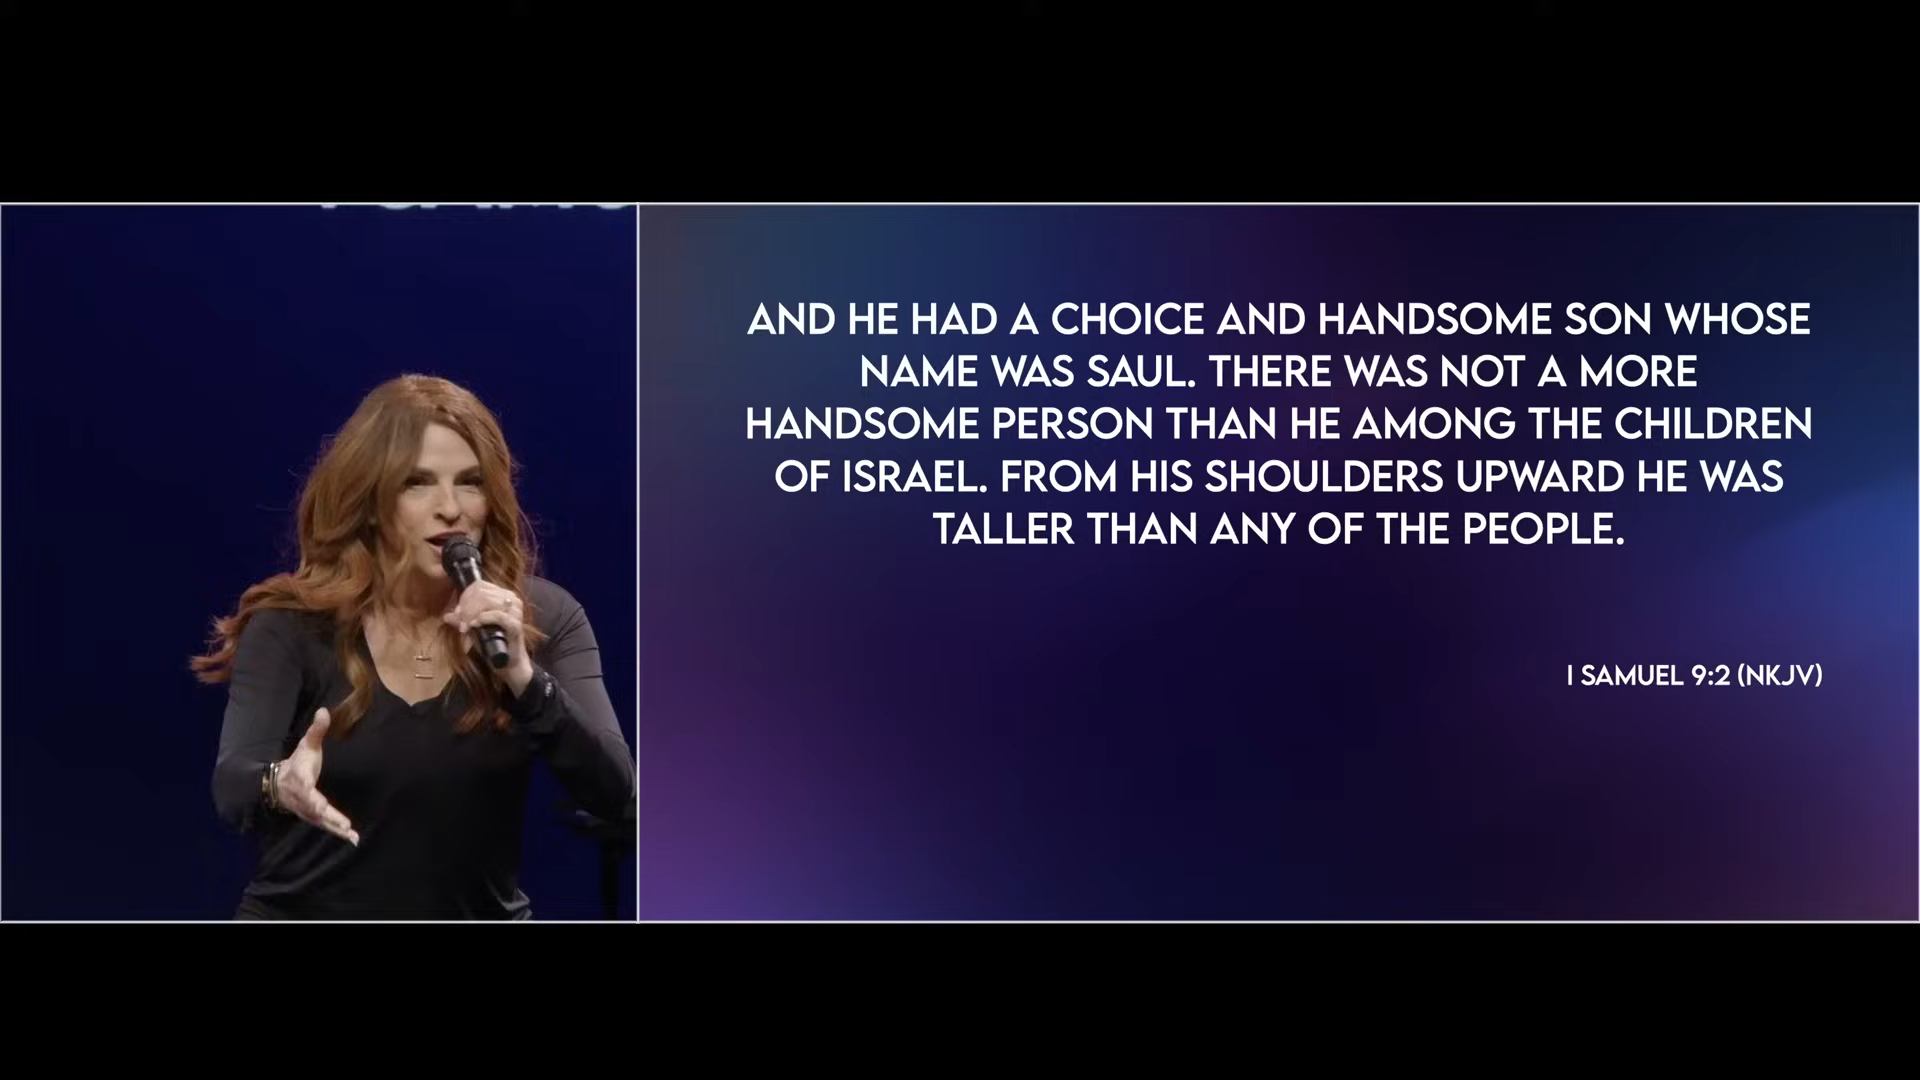 AND HE HAD A CHOICE AND HANDSOME SON WHOSE
NAME WAS SAUL. THERE WAS NOT A MORE
HANDSOME PERSON THAN HE AMONG THE CHILDREN
OF ISRAEL. FROM HIS SHOULDERS UPWARD HE WAS
TALLER THAN ANY OF THE PEOPLE.
I SAMUEL 9:2 (NKJV)